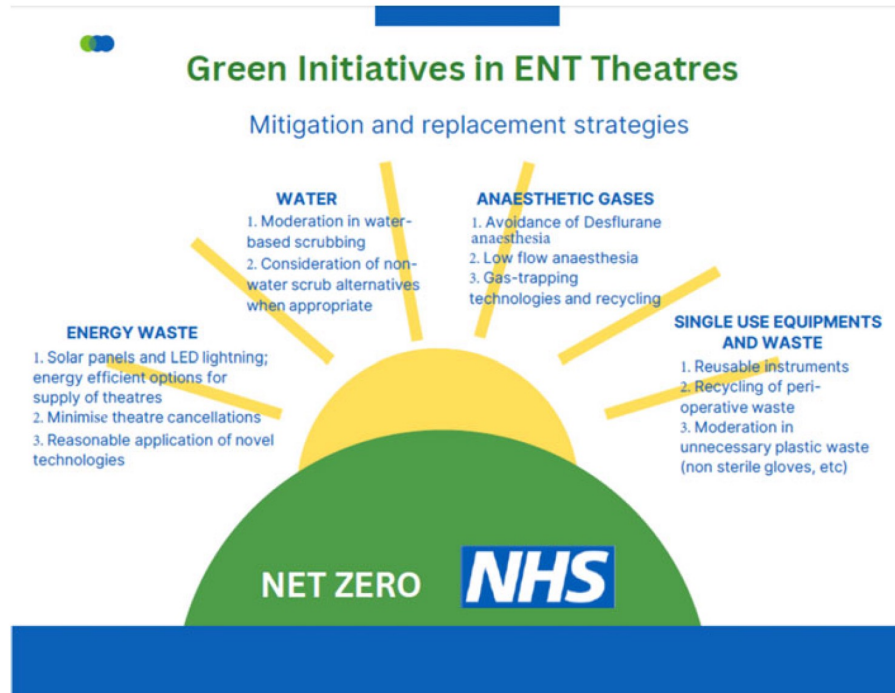 Green Initiatives in ENT Theatres
Mitigation and replacement strategies
WATER
1. Moderation in water-
based scrubbing
2. Consideration of non-
water scrub alternatives
when appropriate
ANAESTHETIC GASES
1. Avoidance of Desflurane
anaesthesia
2. Low flow anaesthesia
3. Gas-trapping
technologies and recycling
ENERGY WASTE
1. Solar panels and LED lightning;
energy efficient options for
supply of theatres
2. Minimise theatre cancellations
3. Reasonable application of novel
technologies
SINGLE USE EQUIPMENTS
AND WASTE
1. Reusable instruments
2. Recycling of peri-
operative waste
3. Moderation in
unnecessary plastic waste
(non sterile gloves, etc)
NET ZERO
NHS